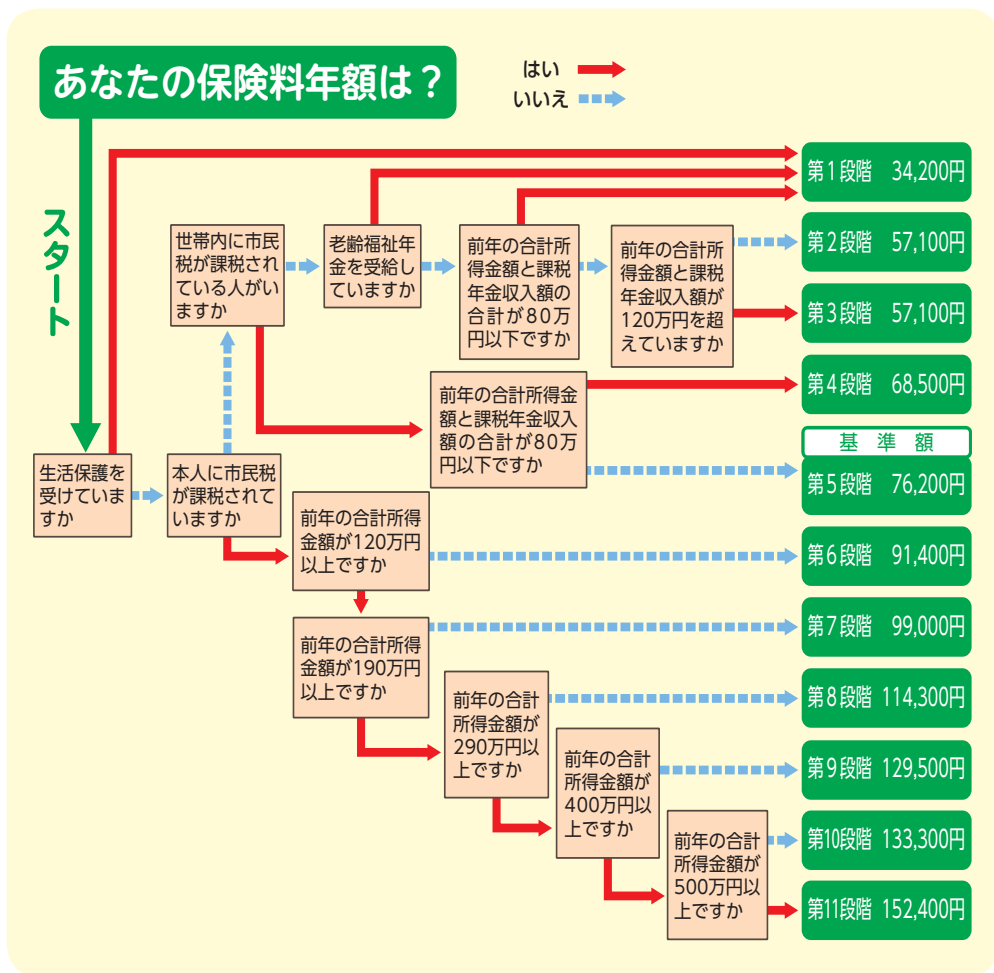 あなたの保険料年額は？
はい
いいえ
スタート
第1段階 34,200円
世帯内に市民
税が課税され
ている人がい
ますか
老齢福祉年
金を受給し
ていますか
前年の合計所
得金額と課税
年金収入額の
合計が80万
円以下ですか
前年の合計所
得金額と課税
年金収入額が
120万円を超
えていますか
第2段階 57,100円
第3段階 57,100円
前年の合計所得金
額と課税年金収入
額の合計が80万
円以下ですか
第4段階 68,500円
基準額
第5段階 76,200円
生活保護を
受けていま
すか
本人に市民税
が課税されて
いますか
前年の合計所得
金額が120万円
以上ですか
第6段階 91,400円
前年の合計所得
金額が190万円
以上ですか
第7段階 99,000円
前年の合計
所得金額が
290万円以
上ですか
第8段階 114,300円
前年の合計
所得金額が
400万円以
上ですか
第9段階 129,500円
前年の合計
所得金額が
500万円以
上ですか
第10段階 133,300円
第11段階 152,400円